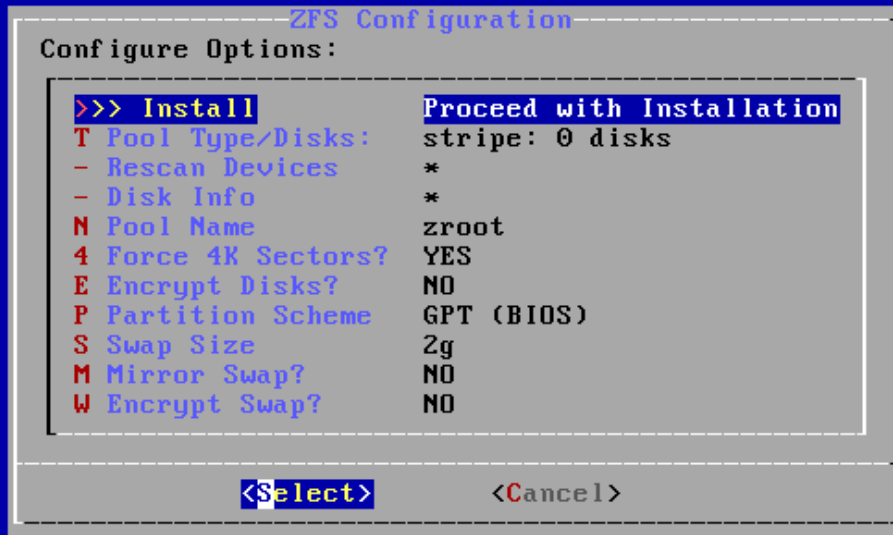 ZFS Configuration
Configure Options:
>>> Install Proceed with Installation
T Pool Type/Disks: stripe: 0 disks
- Rescan Devices *
- Disk Info *
N Pool Name zroot
4 Force 4K Sectors? YES
E Encrypt Disks? NO
P Partition Scheme GPT (BIOS)
S Swap Size 2g
M Mirror Swap? NO
W Encrypt Swap? NO
<Select> <Cancel>